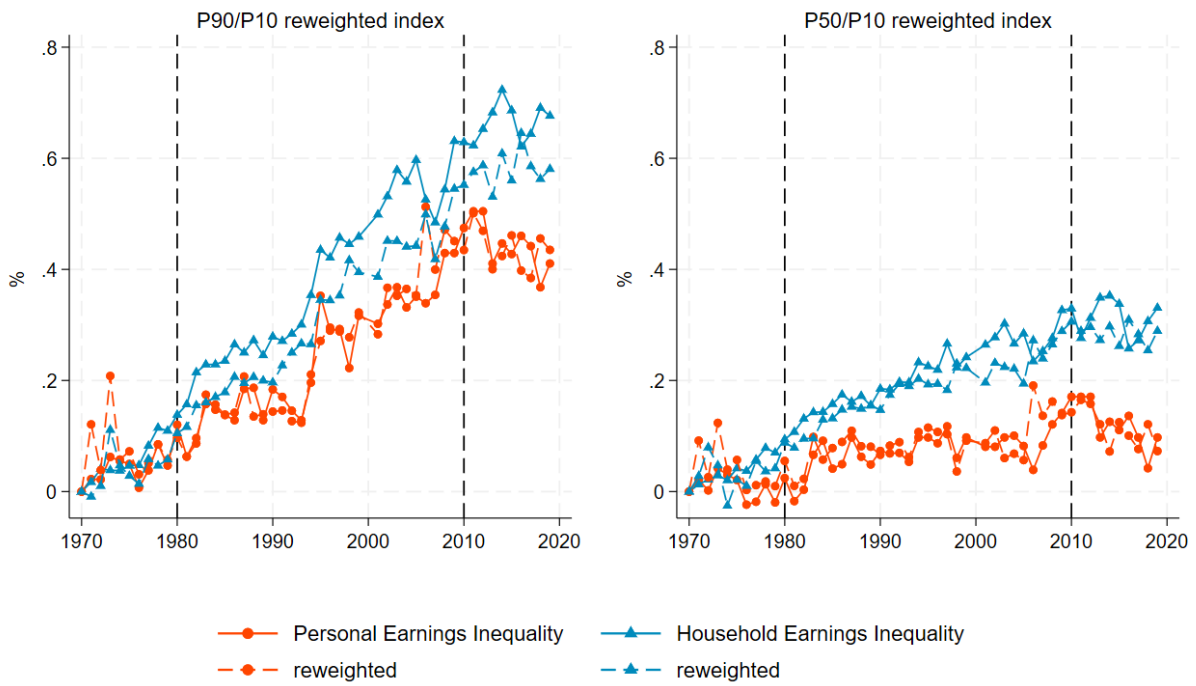 P90/P10 reweighted index
.8
.6
.4
.2
0
%
1970 1980 1990 2000 2010 2020
P50/P10 reweighted index
.8
.6
.4
.2
0
%
1970 1980 1990 2000 2010 2020
Personal Earnings Inequality
Household Earnings Inequality
reweighted
reweighted